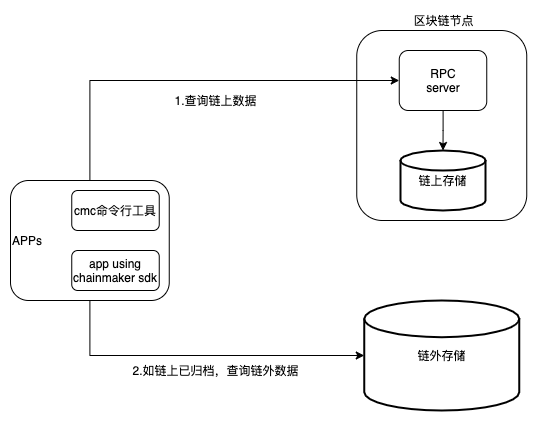 区块链节点
RPC
server
1.查询链上数据
链上存储
cmc命令行工具
APPs
app using
chainmaker sdk
链外存储
2.如链上已归档，查询链外数据